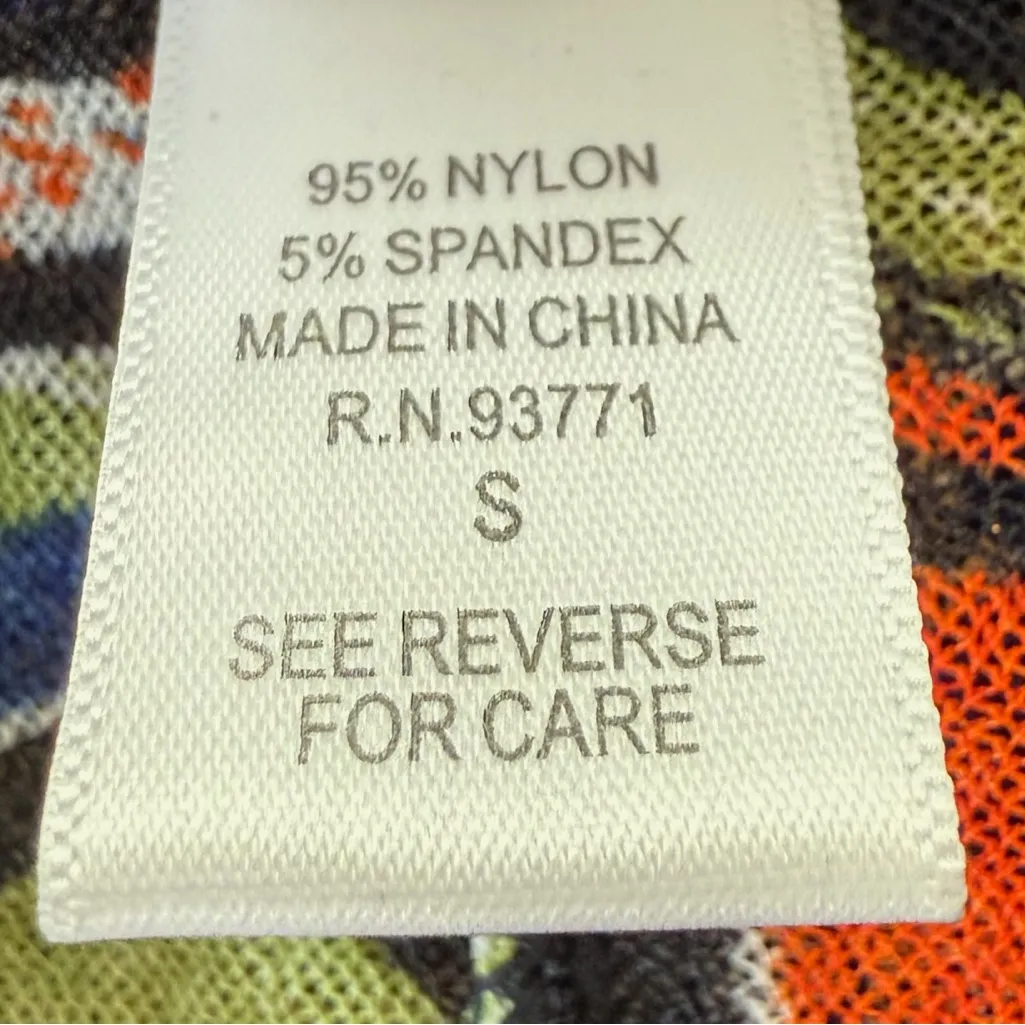 95% NYLON
5% SPANDEX
MADE IN CHINA
R.N.93771
S
SEE REVERSE
FOR CARE